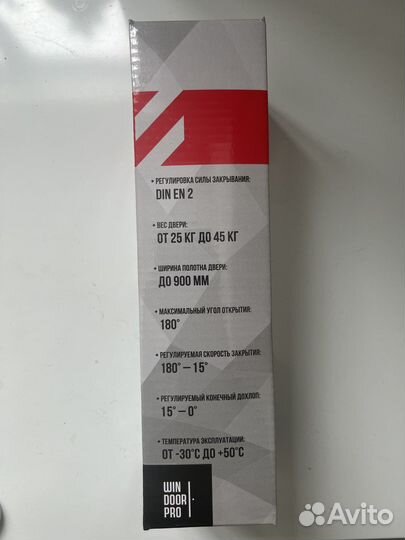 • РЕГУЛИРОВКА СИЛЫ ЗАКРЫВАНИЯ:
DIN EN 2
• ВЕС ДВЕРИ:
ОТ 25 КГ ДО 45 КГ
• ШИРИНА ПОЛОТНА ДВЕРИ:
ДО 900 ММ
• МАКСИМАЛЬНЫЙ УГОЛ ОТКРЫТИЯ:
180°
• РЕГУЛИРУЕМАЯ СКОРОСТЬ ЗАКРЫТИЯ:
180° – 15°
• РЕГУЛИРУЕМЫЙ КОНЕЧНЫЙ ДОХЛОП:
15° – 0°
• ТЕМПЕРАТУРА ЭКСПЛУАТАЦИИ:
ОТ -30°С ДО +50°С
WIN
DOOR
PRO
Avito